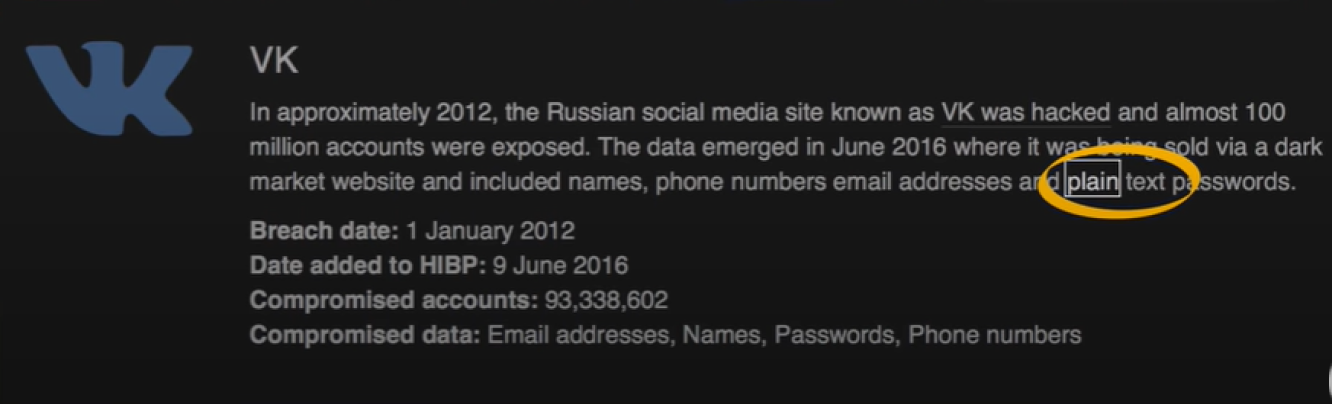 VK
VK
In approximately 2012, the Russian social media site known as VK was hacked and almost 100
million accounts were exposed. The data emerged in June 2016 where it was being sold via a dark
market website and included names, phone numbers email addresses and plain text passwords.
Breach date: 1 January 2012
Date added to HIBP: 9 June 2016
Compromised accounts: 93,338,602
Compromised data: Email addresses, Names, Passwords, Phone numbers